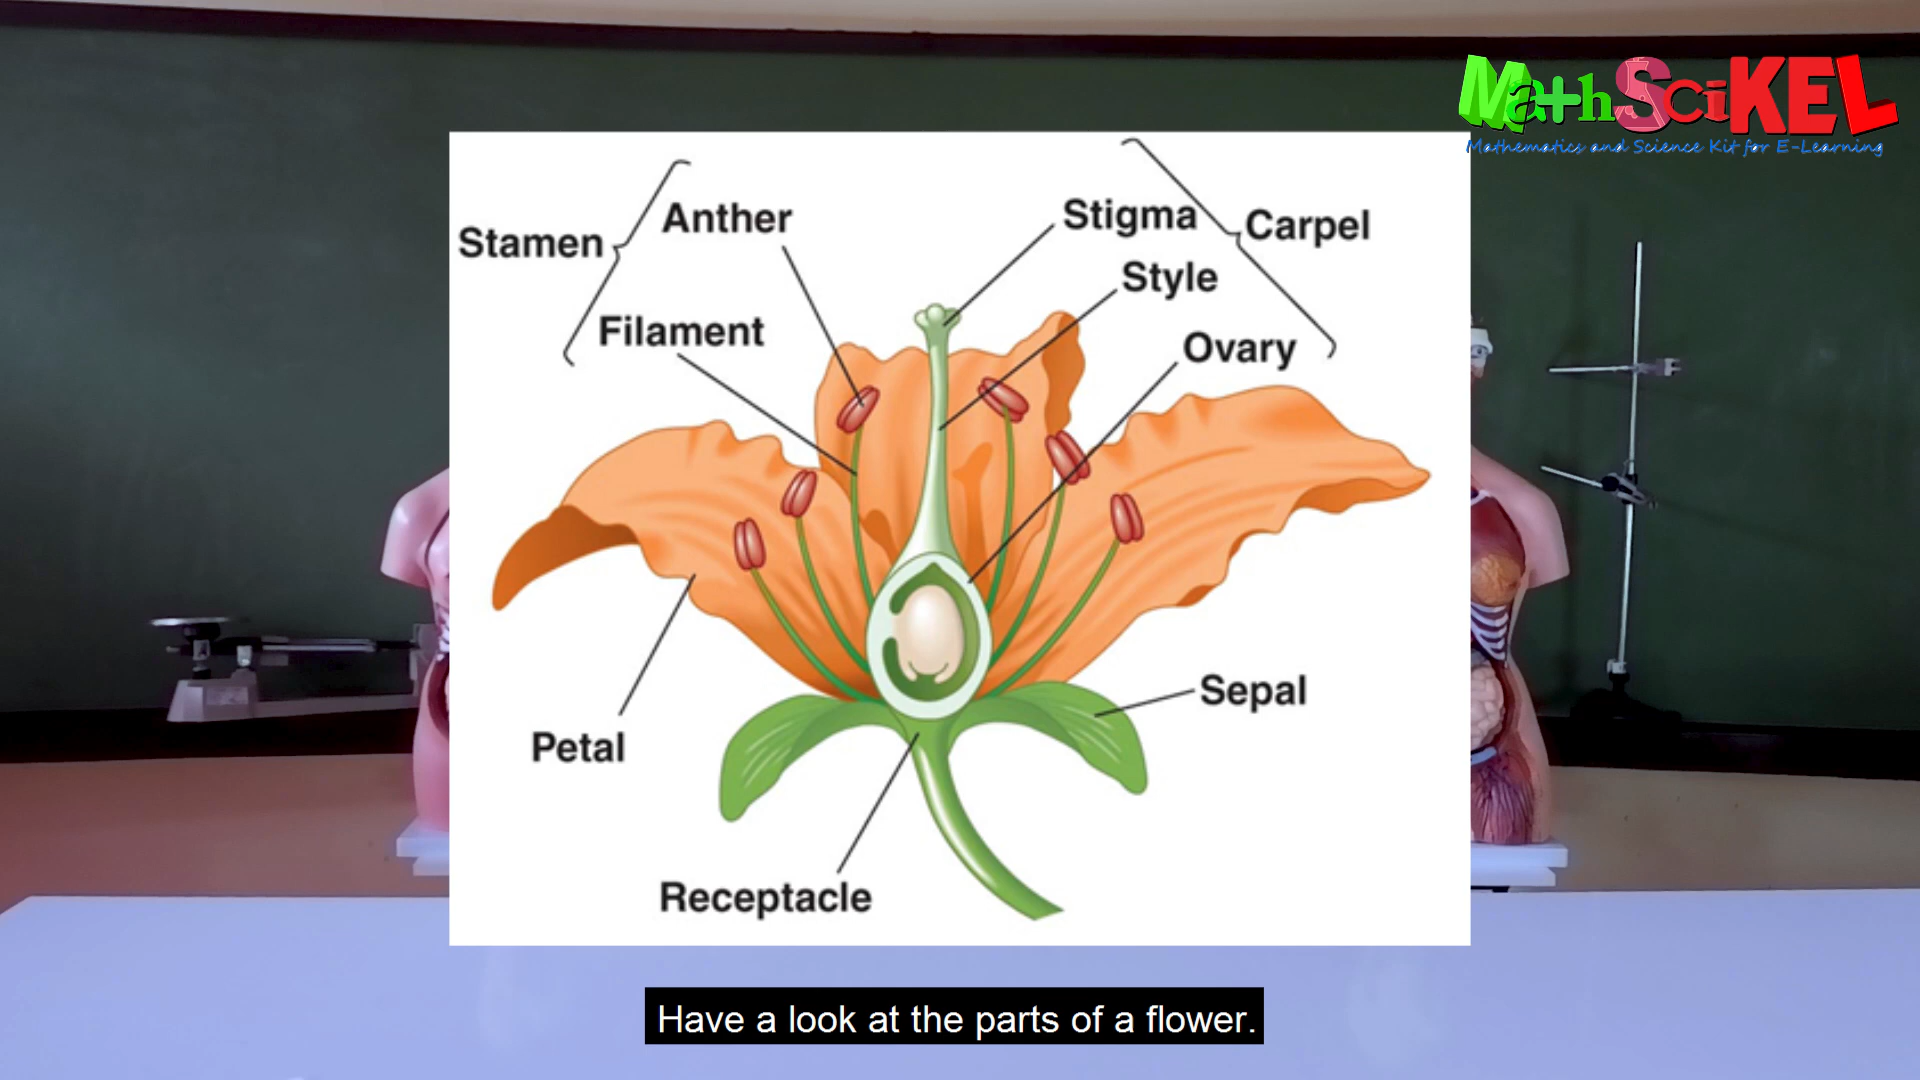 MathSciKEL
Mathematics and Science Kit for E-Learning
Stamen
Anther
Filament
Stigma
Style
Ovary
Carpel
Petal
Sepal
Receptacle
Have a look at the parts of a flower.